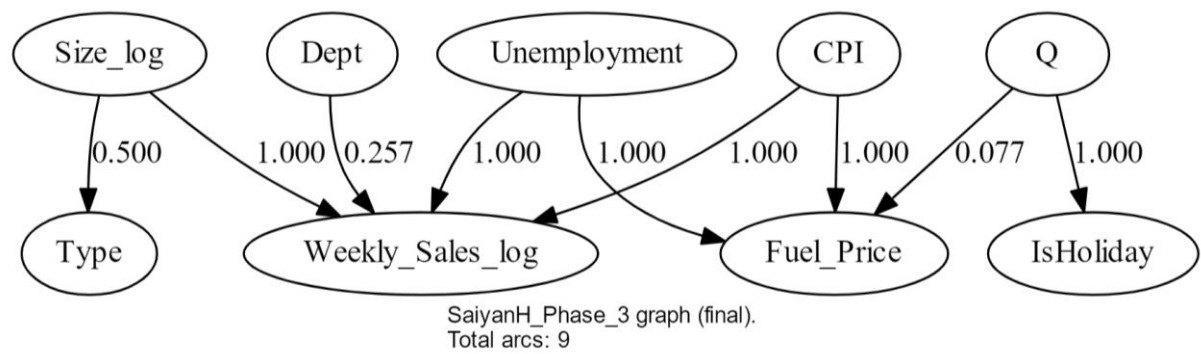 Size_log Dept Unemployment CPI Q
0.500 1.000 0.257 1.000 1.000 1.000 1.000 0.077 1.000
Type Weekly_Sales_log Fuel_Price IsHoliday
SaiyanH_Phase_3 graph (final).
Total arcs: 9